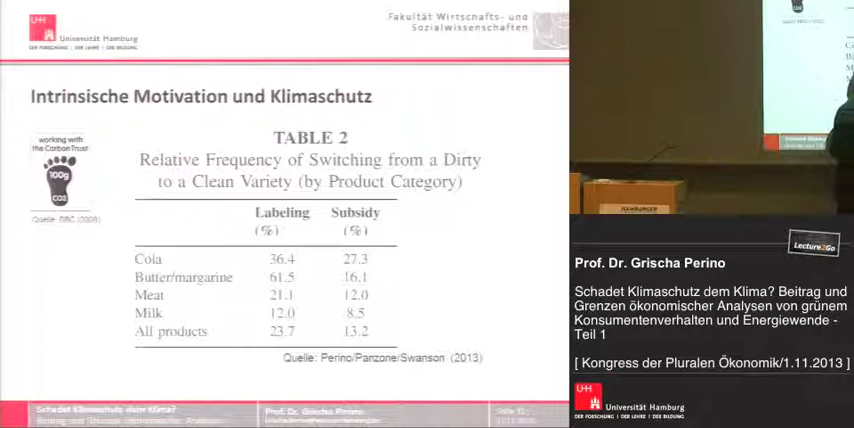 UH
Universität Hamburg
DER FORSCHUNG | DER LEHRE | DER BILDUNG
Fakultät Wirtschafts- und
Sozialwissenschaften
Intrinsische Motivation und Klimaschutz
working with
the Carbon Trust
100g
CO2
Quelle: BBC (2008)
TABLE 2
Relative Frequency of Switching from a Dirty
to a Clean Variety (by Product Category)
Labeling Subsidy
(%) (%)
Cola 36.4 27.3
Butter/margarine 61.5 16.1
Meat 21.1 12.0
Milk 12.0 8.5
All products 23.7 13.2
Quelle: Perino/Panzone/Swanson (2013)
Schadet Klimaschutz dem Klima?
Prof. Dr. Grischa Perino
HAMBURGER
Lecture2Go
Prof. Dr. Grischa Perino
Schadet Klimaschutz dem Klima? Beitrag und
Grenzen ökonomischer Analysen von grünem
Konsumentenverhalten und Energiewende -
Teil 1
[ Kongress der Pluralen Ökonomik/1.11.2013 ]
UH
Universität Hamburg
DER FORSCHUNG | DER LEHRE | DER BILDUNG